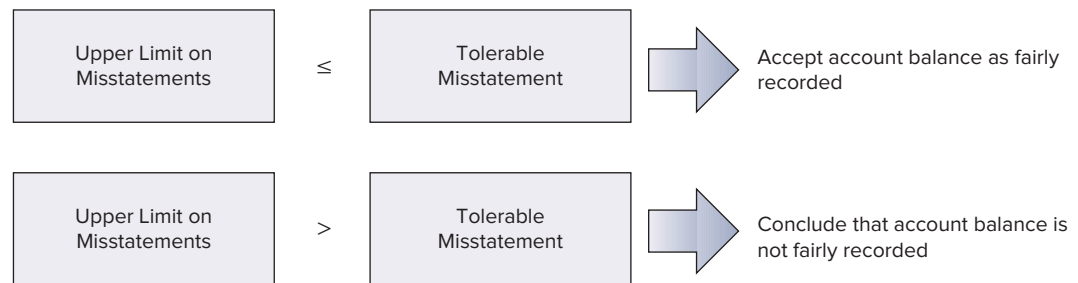 Upper Limit on
Misstatements
≤
Tolerable
Misstatement
Accept account balance as fairly
recorded
Upper Limit on
Misstatements
>
Tolerable
Misstatement
Conclude that account balance is
not fairly recorded